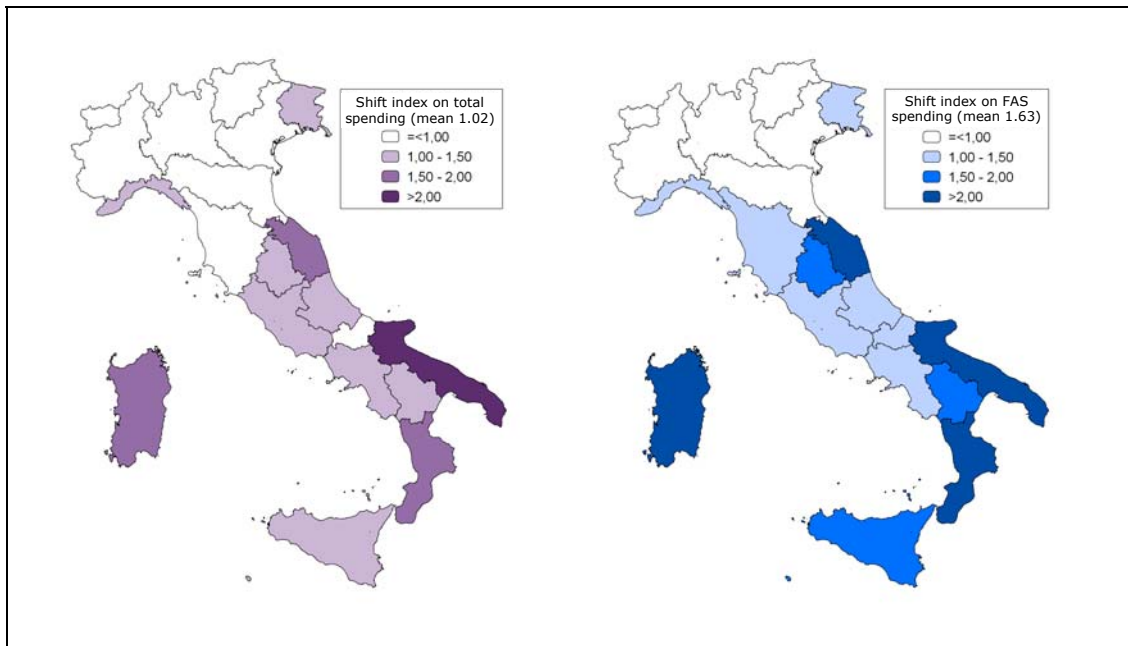 Shift index on total
spending (mean 1.02)
=<1,00
1,00 - 1,50
1,50 - 2,00
>2,00
Shift index on FAS
spending (mean 1.63)
=<1,00
1,00 - 1,50
1,50 - 2,00
>2,00